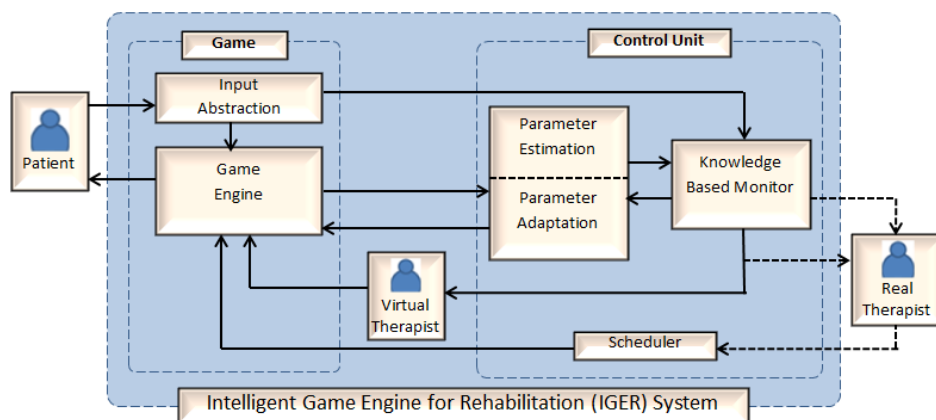 Game
Control Unit
Input
Abstraction
Patient
Game
Engine
Parameter
Estimation
Parameter
Adaptation
Knowledge
Based Monitor
Virtual
Therapist
Real
Therapist
Scheduler
Intelligent Game Engine for Rehabilitation (IGER) System